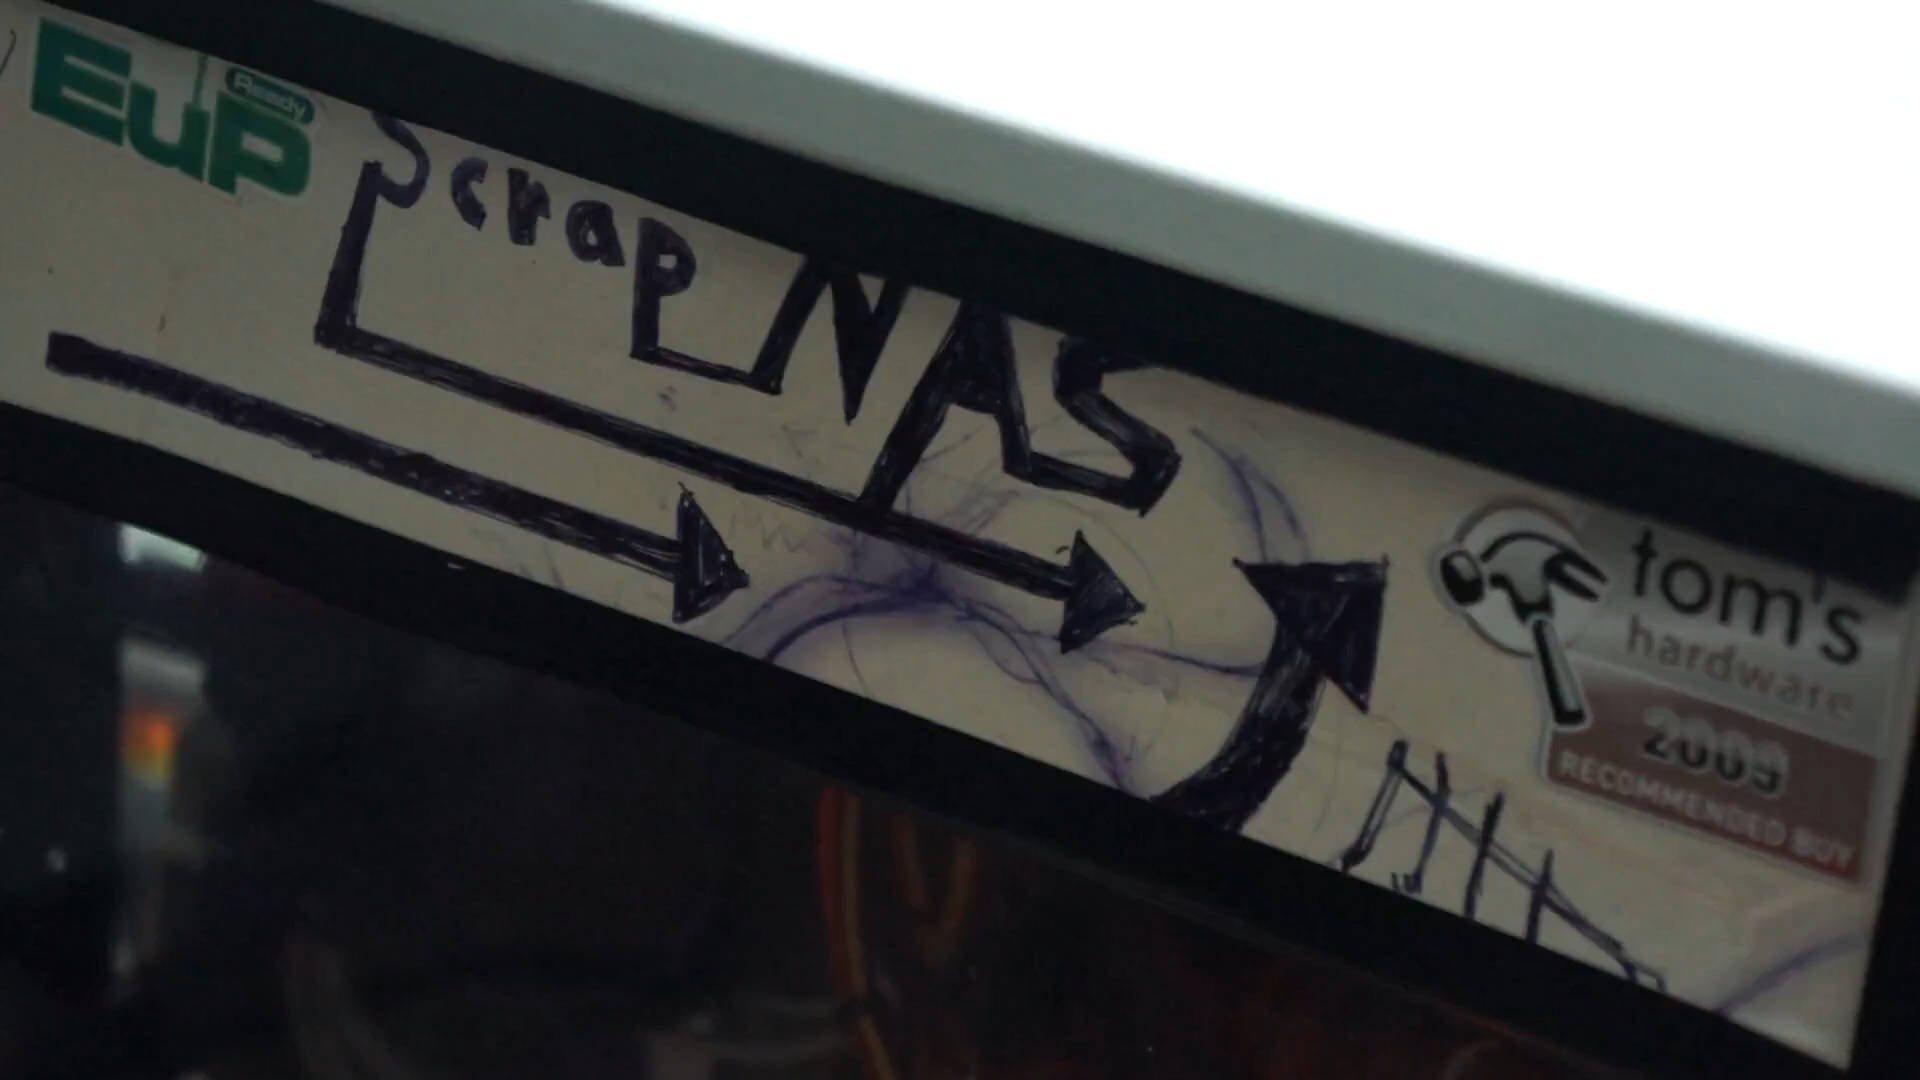 EuP
Ready
Scrap NAS
tom's
hardware
2009
RECOMMENDED BUY